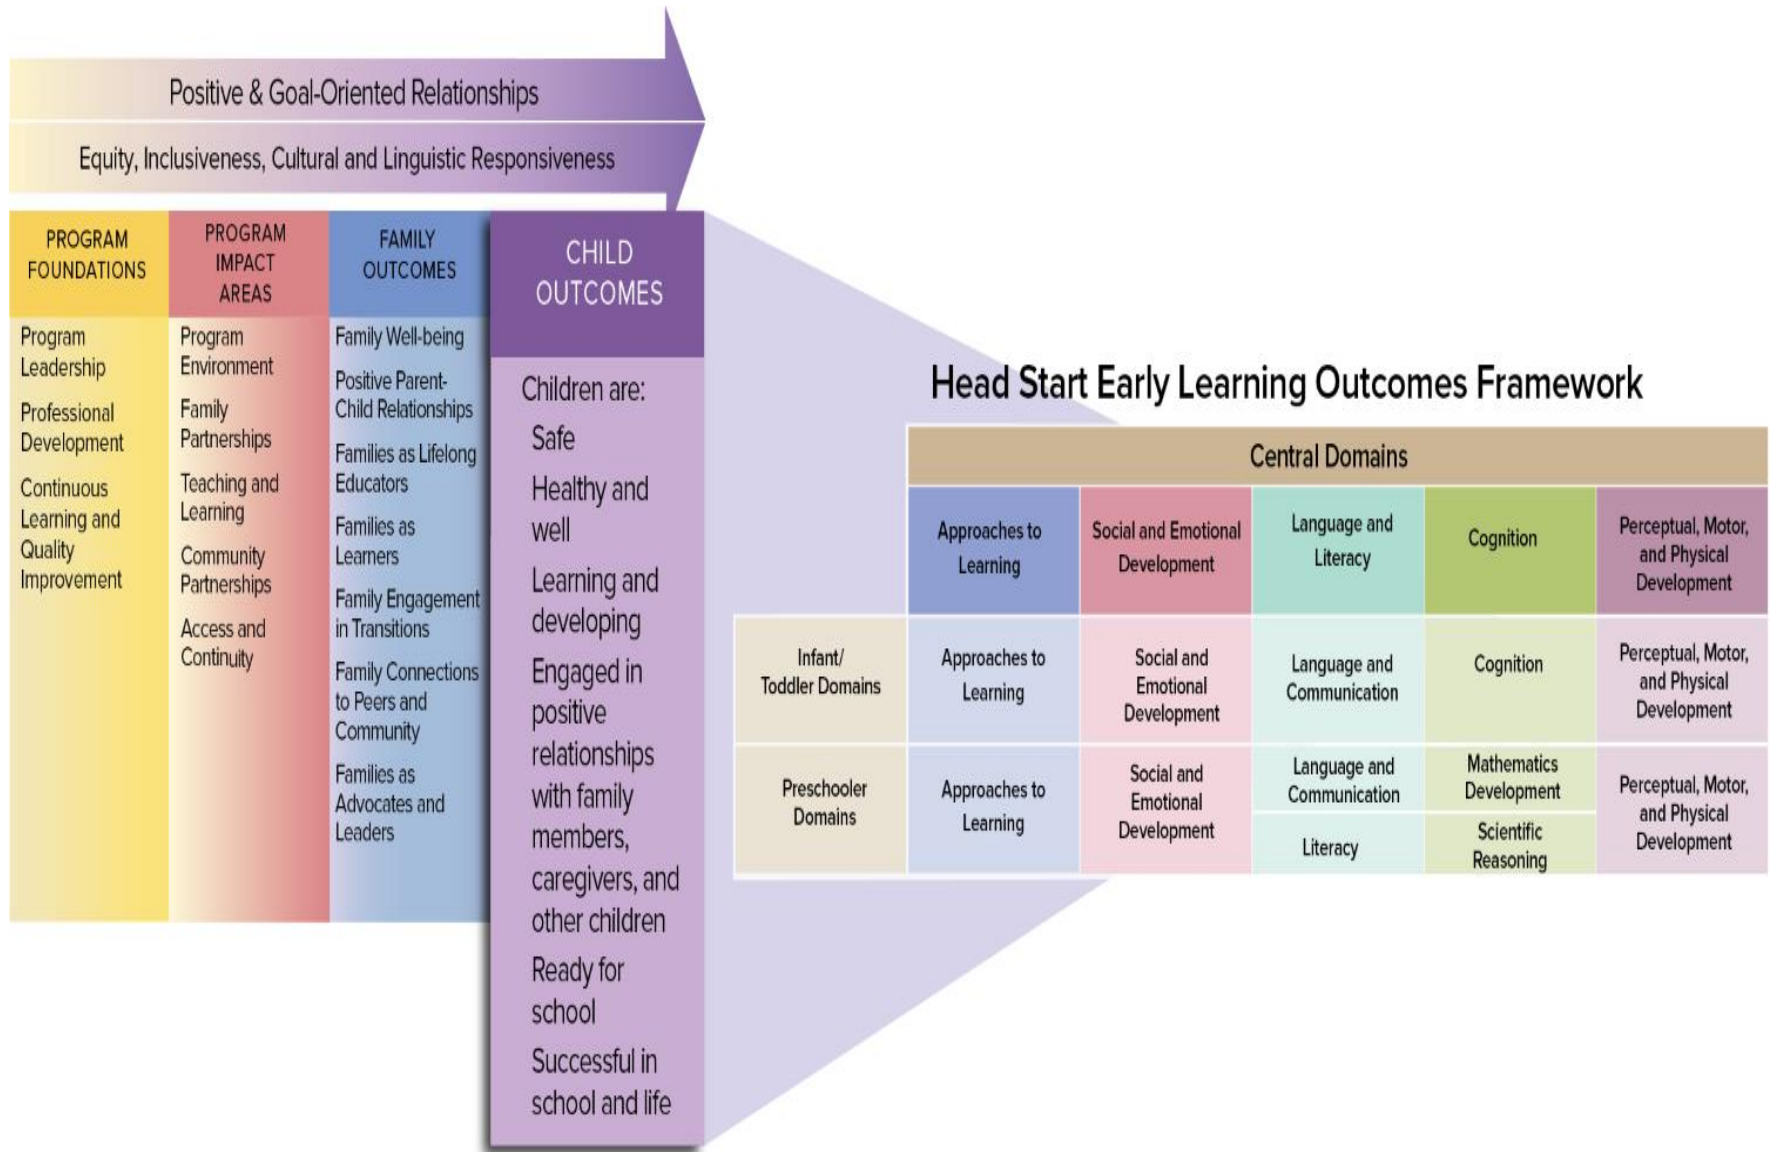 Positive & Goal-Oriented Relationships
Equity, Inclusiveness, Cultural and Linguistic Responsiveness
PROGRAM
FOUNDATIONS
Program
Leadership
Professional
Development
Continuous
Learning and
Quality
Improvement
PROGRAM
IMPACT
AREAS
Program
Environment
Family
Partnerships
Teaching and
Learning
Community
Partnerships
Access and
Continuity
FAMILY
OUTCOMES
Family Well-being
Positive Parent-
Child Relationships
Families as Lifelong
Educators
Families as
Learners
Family Engagement
in Transitions
Family Connections
to Peers and
Community
Families as
Advocates and
Leaders
CHILD
OUTCOMES
Children are:
Safe
Healthy and
well
Learning and
developing
Engaged in
positive
relationships
with family
members,
caregivers, and
other children
Ready for
school
Successful in
school and life
Head Start Early Learning Outcomes Framework
Central Domains
Approaches to
Learning
Social and Emotional
Development
Language and
Literacy
Cognition
Perceptual, Motor,
and Physical
Development
Infant/
Toddler Domains
Approaches to
Learning
Social and
Emotional
Development
Language and
Communication
Cognition
Perceptual, Motor,
and Physical
Development
Preschooler
Domains
Approaches to
Learning
Social and
Emotional
Development
Language and
Communication
Literacy
Mathematics
Development
Scientific
Reasoning
Perceptual, Motor,
and Physical
Development